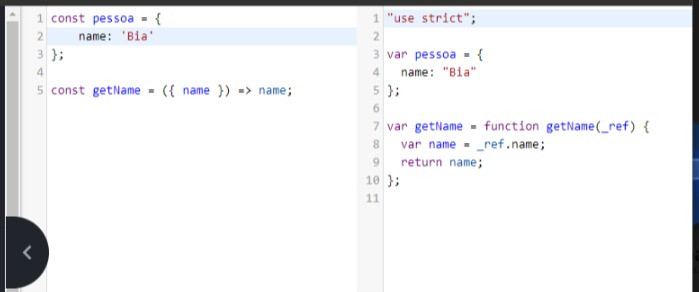 1 const pessoa = {
2     name: 'Bia'
3 };
4
5 const getName = ({ name }) => name;
1 "use strict";
2
3 var pessoa = {
4   name: "Bia"
5 };
6
7 var getName = function getName(_ref) {
8   var name = _ref.name;
9   return name;
10 };
11